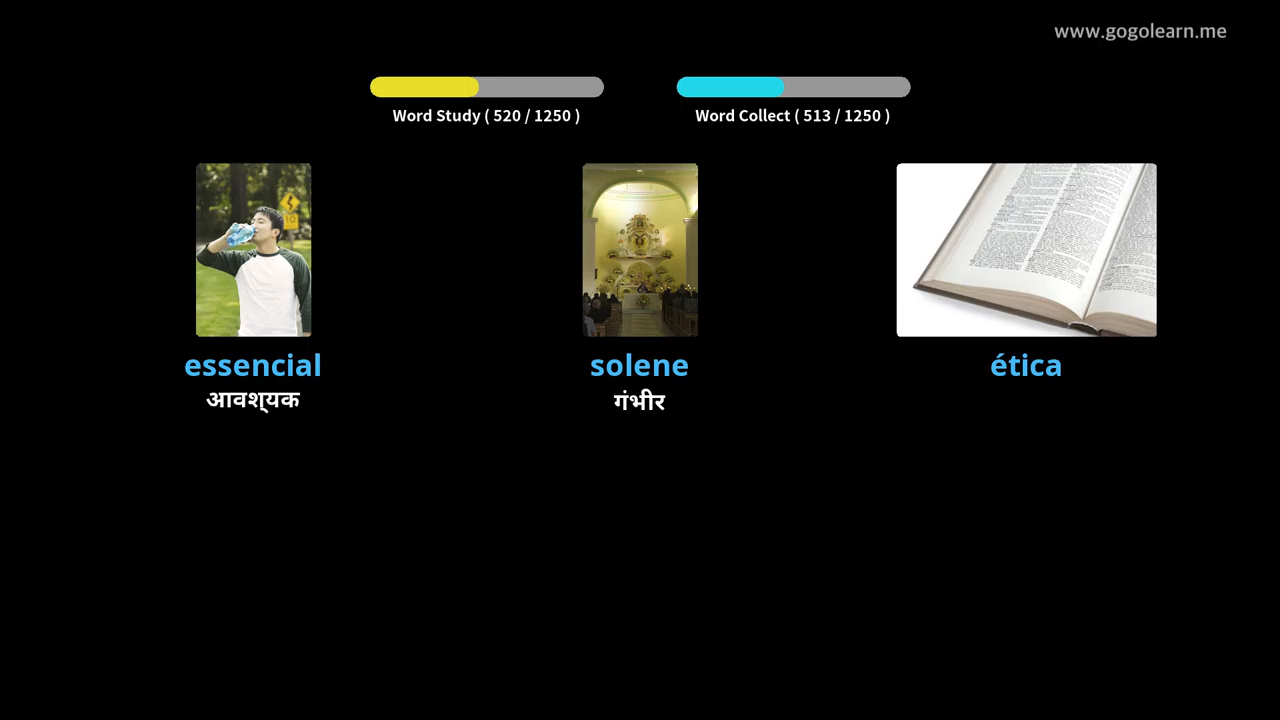 www.gogolearn.me
Word Study ( 520 / 1250 )
Word Collect ( 513 / 1250 )
essencial
आवश्यक
solene
गंभीर
ética